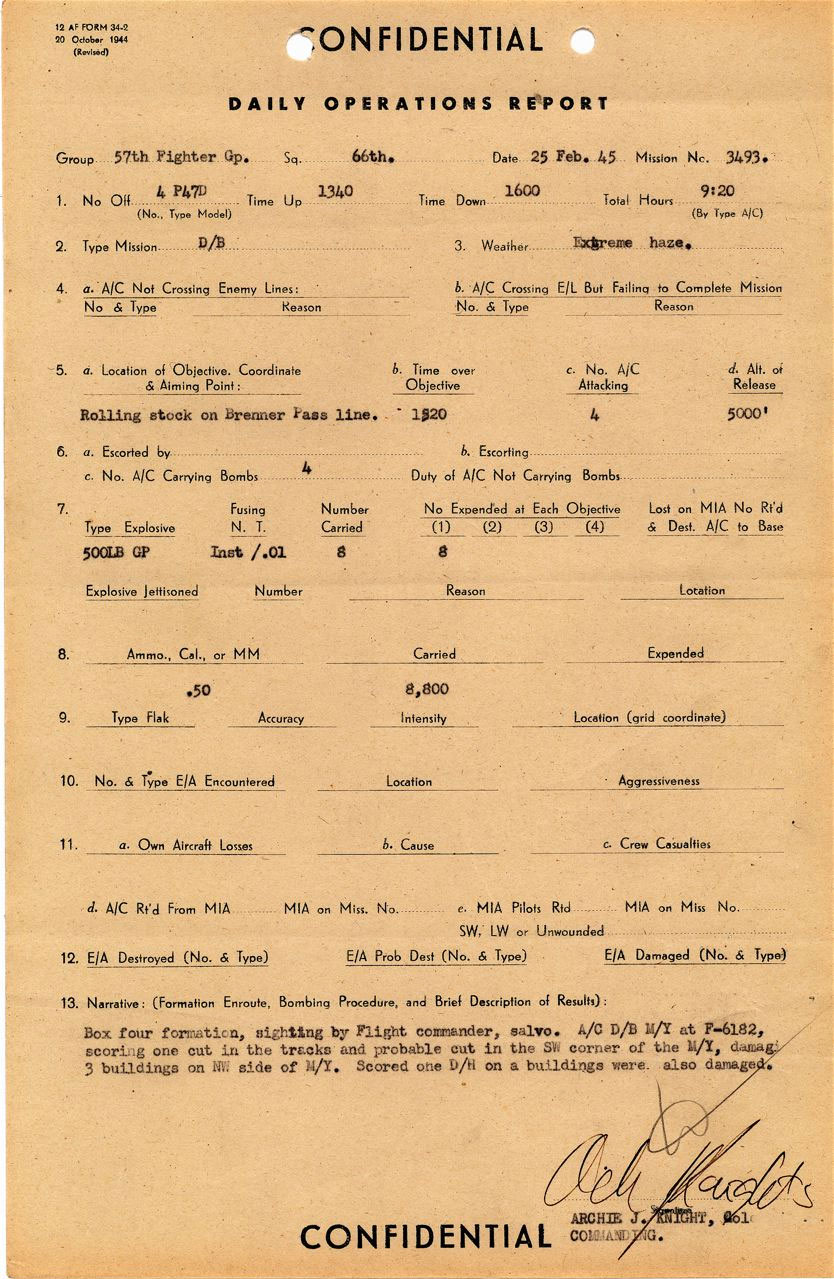 12 AF FORM 34-2
20 October 1944
(Revised)
CONFIDENTIAL
DAILY OPERATIONS REPORT
Group 57th Fighter Gp. Sq. 66th. Date 25 Feb. 45 Mission No. 3493.
1. No Off 4 P47D Time Up 1340 Time Down 1600 Total Hours 9:20
(No., Type Model) (By Type A/C)
2. Type Mission D/B 3. Weather Extreme haze.
4. a. A/C Not Crossing Enemy Lines: b. A/C Crossing E/L But Failing to Complete Mission
No & Type Reason No. & Type Reason
5. a. Location of Objective. Coordinate b. Time over c. No. A/C d. Alt. of
& Aiming Point: Objective Attacking Release
Rolling stock on Brenner Pass line. 1520 4 5000'
6. a. Escorted by b. Escorting
c. No. A/C Carrying Bombs 4 Duty of A/C Not Carrying Bombs
7. Fusing Number No Expended at Each Objective Lost on MIA No Rt'd
Type Explosive N. T. Carried (1) (2) (3) (4) & Dest. A/C to Base
500LB GP Inst /.01 8 8
Explosive Jettisoned Number Reason Location
8. Ammo., Cal., or MM Carried Expended
.50 8,800
9. Type Flak Accuracy Intensity Location (grid coordinate)
10. No. & Type E/A Encountered Location Aggressiveness
11. a. Own Aircraft Losses b. Cause c. Crew Casualties
d. A/C Rt'd From MIA MIA on Miss. No. e. MIA Pilots Rtd MIA on Miss No.
SW, LW or Unwounded
12. E/A Destroyed (No. & Type) E/A Prob Dest (No. & Type) E/A Damaged (No. & Type)
13. Narrative: (Formation Enroute, Bombing Procedure, and Brief Description of Results):
Box four formation, sighting by Flight commander, salvo. A/C D/B M/Y at F-6182,
scoring one cut in the tracks and probable cut in the SW corner of the M/Y, damagi
3 buildings on NW side of M/Y. Scored one D/H on a buildings were. also damaged.
ARCHIE J. KNIGHT, Col
COMMANDING.
CONFIDENTIAL